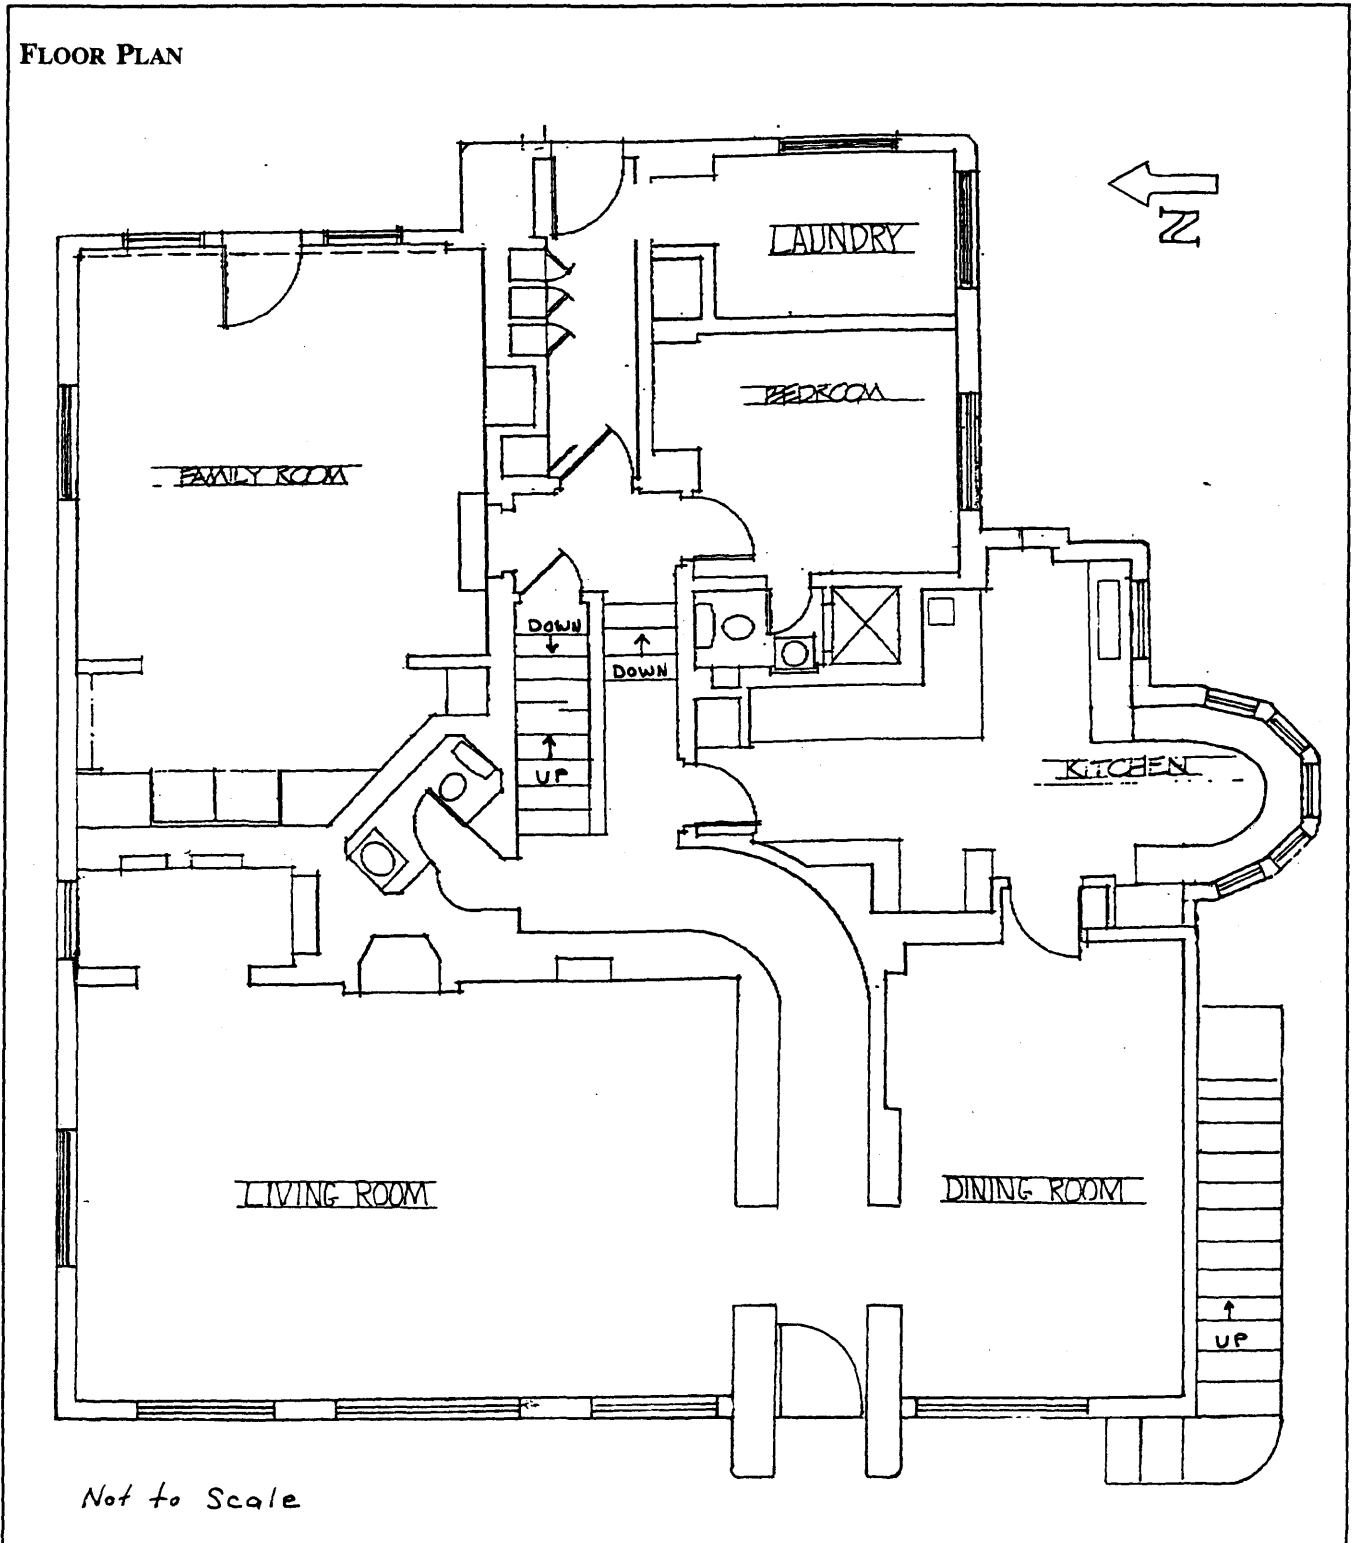 FLOOR PLAN
N
LAUNDRY
BEDROOM
FAMILY ROOM
DOWN
DOWN
UP
KITCHEN
LIVING ROOM
DINING ROOM
UP
Not to Scale